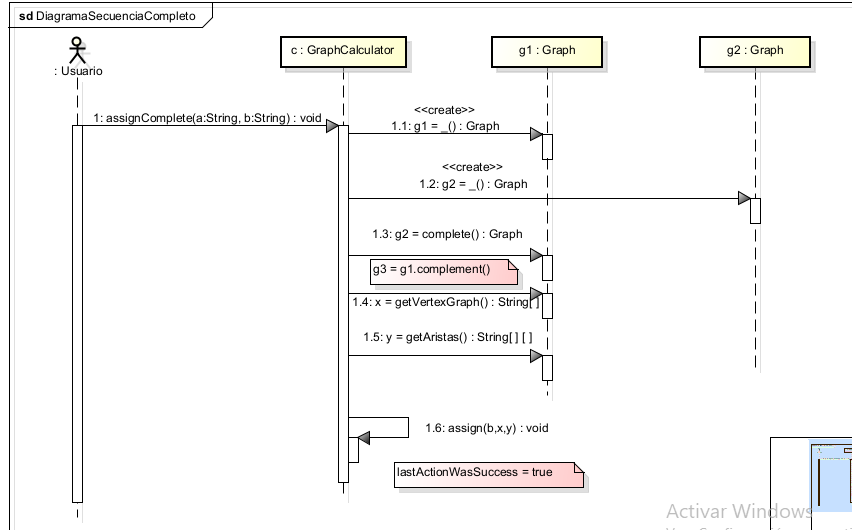 sd DiagramaSecuenciaCompleto
: Usuario
c : GraphCalculator
g1 : Graph
g2 : Graph
<<create>>
1: assignComplete(a:String, b:String) : void
1.1: g1 = _() : Graph
<<create>>
1.2: g2 = _() : Graph
1.3: g2 = complete() : Graph
g3 = g1.complement()
1.4: x = getVertexGraph() : String[ ]
1.5: y = getAristas() : String[ ] [ ]
1.6: assign(b,x,y) : void
lastActionWasSuccess = true
Activar Windows